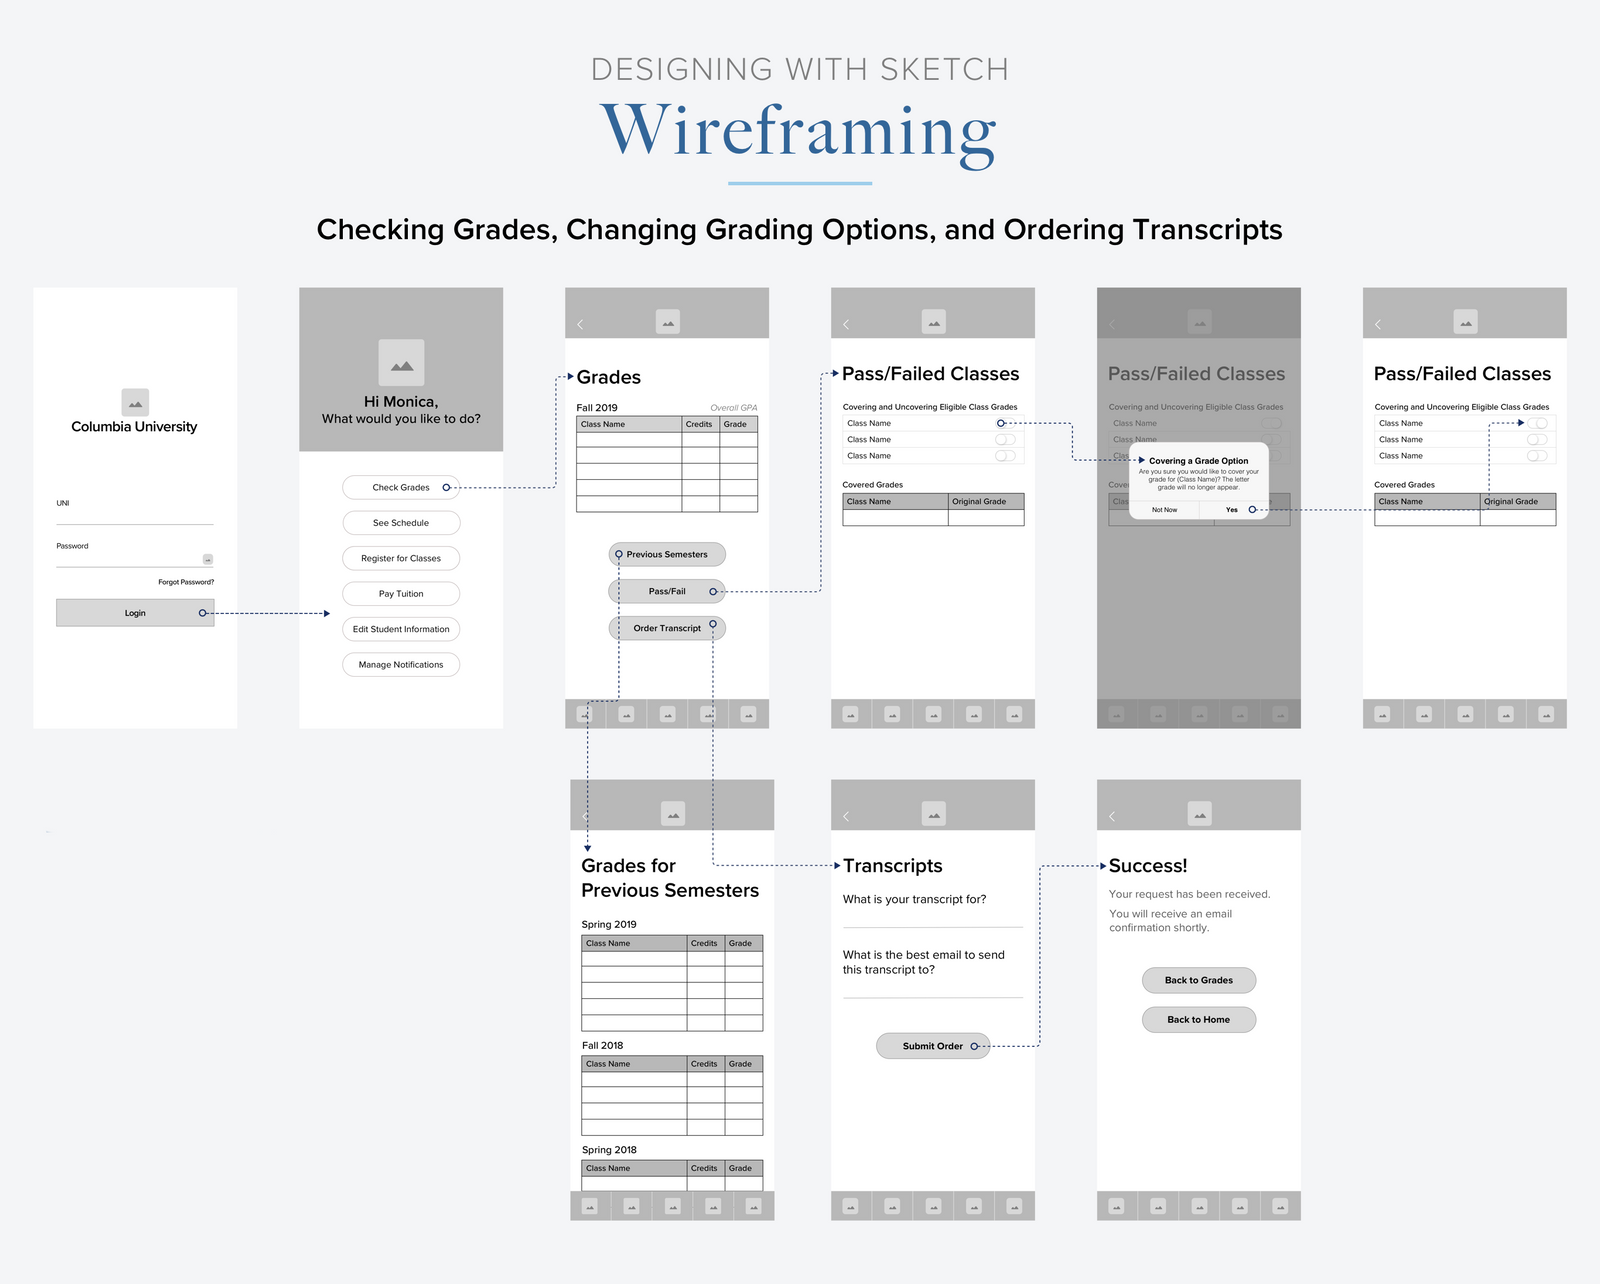 DESIGNING WITH SKETCH
Wireframing
Checking Grades, Changing Grading Options, and Ordering Transcripts
Columbia University
UNI
Password
Forgot Password?
Login
Hi Monica,
What would you like to do?
Check Grades
See Schedule
Register for Classes
Pay Tuition
Edit Student Information
Manage Notifications
Grades
Fall 2019 Overall GPA
Class Name Credits Grade
Previous Semesters
Pass/Fail
Order Transcript
Pass/Failed Classes
Covering and Uncovering Eligible Class Grades
Class Name
Class Name
Class Name
Covered Grades
Class Name Original Grade
Pass/Failed Classes
Covering and Uncovering Eligible Class Grades
Class Name
Class Name
Covering a Grade Option
Are you sure you would like to cover your
grade for (Class Name)? The letter
grade will no longer appear.
Not Now Yes
Pass/Failed Classes
Covering and Uncovering Eligible Class Grades
Class Name
Class Name
Class Name
Covered Grades
Class Name Original Grade
Grades for
Previous Semesters
Spring 2019
Class Name Credits Grade
Fall 2018
Class Name Credits Grade
Spring 2018
Class Name Credits Grade
Transcripts
What is your transcript for?
What is the best email to send
this transcript to?
Submit Order
Success!
Your request has been received.
You will receive an email
confirmation shortly.
Back to Grades
Back to Home